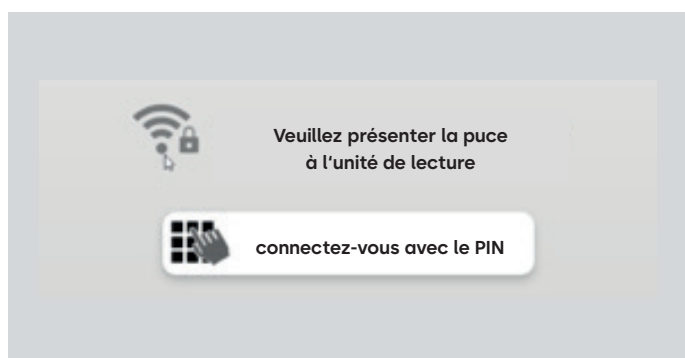 Veuillez présenter la puce
à l'unité de lecture
connectez-vous avec le PIN